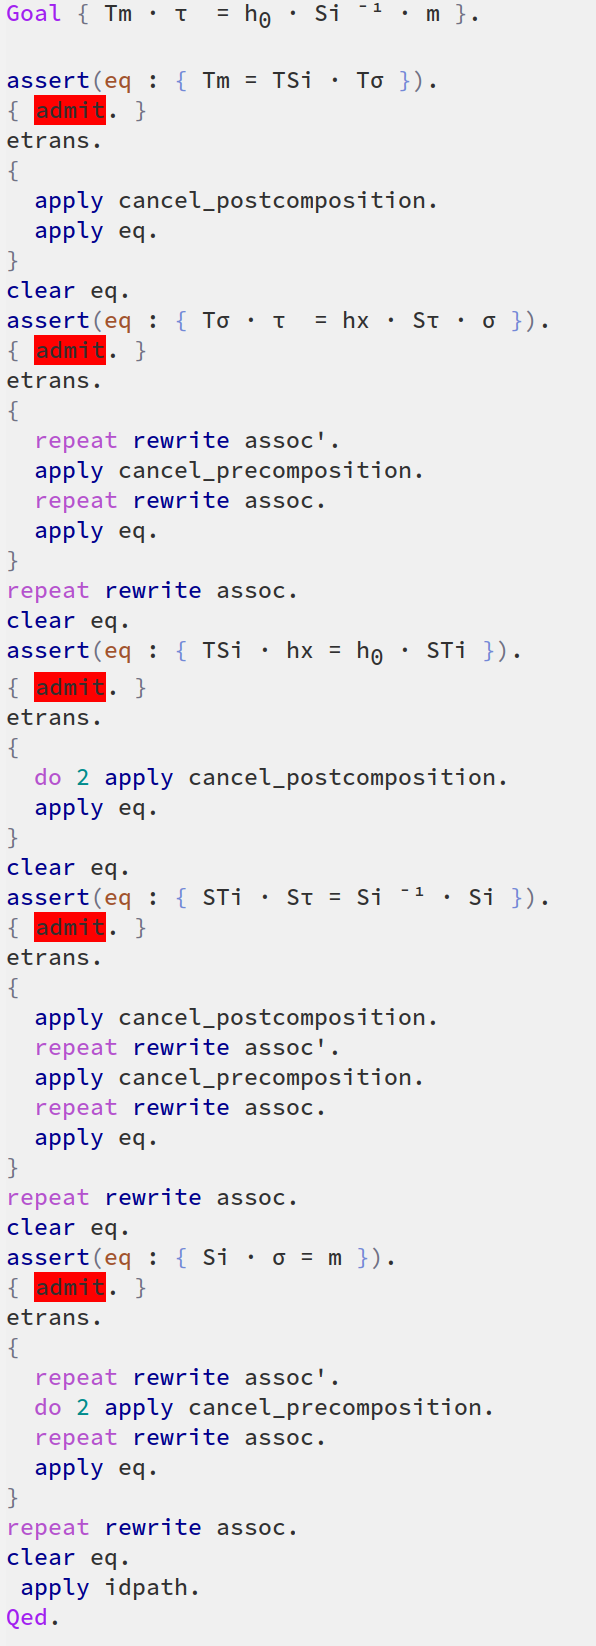 Goal { Tm · τ  = h₀ · Si ⁻¹ · m }.

assert(eq : { Tm = TSi · Tσ }).
{ admit. }
etrans.
{
  apply cancel_postcomposition.
  apply eq.
}
clear eq.
assert(eq : { Tσ · τ  = hx · Sτ · σ }).
{ admit. }
etrans.
{
  repeat rewrite assoc'.
  apply cancel_precomposition.
  repeat rewrite assoc.
  apply eq.
}
repeat rewrite assoc.
clear eq.
assert(eq : { TSi · hx = h₀ · STi }).
{ admit. }
etrans.
{
  do 2 apply cancel_postcomposition.
  apply eq.
}
clear eq.
assert(eq : { STi · Sτ = Si ⁻¹ · Si }).
{ admit. }
etrans.
{
  apply cancel_postcomposition.
  repeat rewrite assoc'.
  apply cancel_precomposition.
  repeat rewrite assoc.
  apply eq.
}
repeat rewrite assoc.
clear eq.
assert(eq : { Si · σ = m }).
{ admit. }
etrans.
{
  repeat rewrite assoc'.
  do 2 apply cancel_precomposition.
  repeat rewrite assoc.
  apply eq.
}
repeat rewrite assoc.
clear eq.
 apply idpath.
Qed.